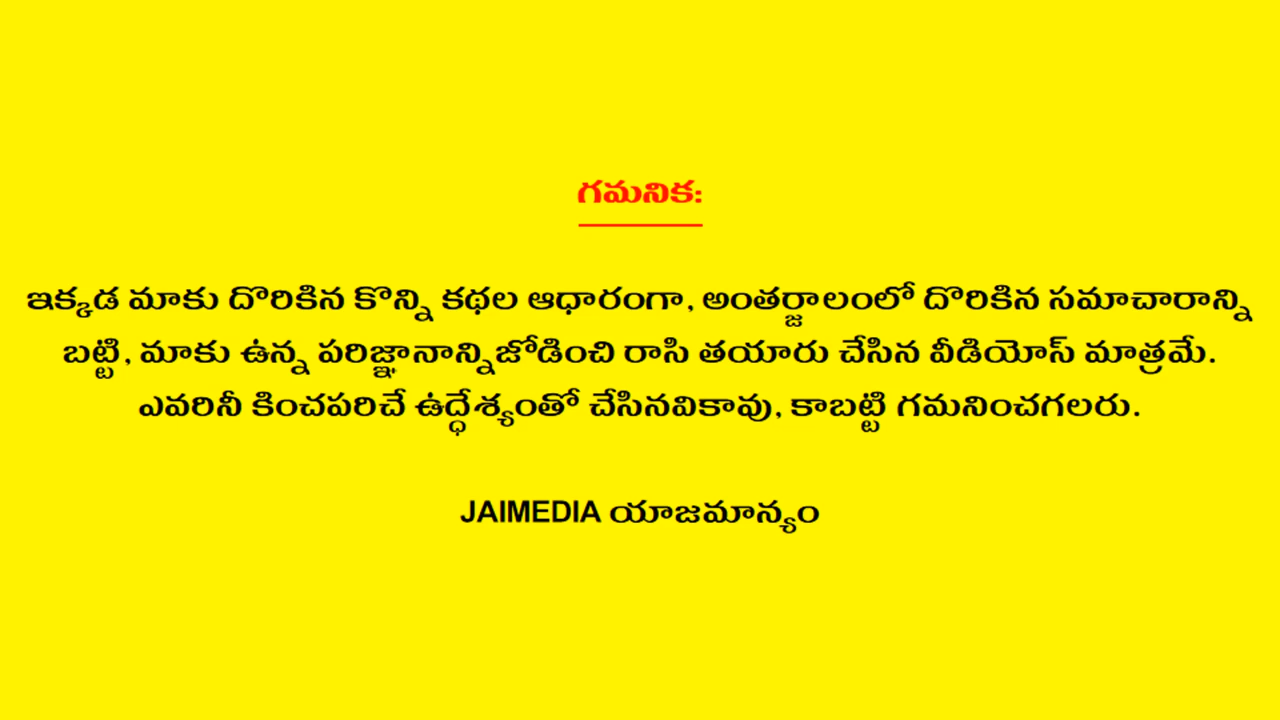 గమనిక:
ఇక్కడ మాకు దొరికిన కొన్ని కథల ఆధారంగా, అంతర్జాలంలో దొరికిన సమాచారాన్ని
బట్టి, మాకు ఉన్న పరిజ్ఞానాన్నిజోడించి రాసి తయారు చేసిన వీడియోస్ మాత్రమే.
ఎవరినీ కించపరిచే ఉద్ధేశ్యంతో చేసినవికావు, కాబట్టి గమనించగలరు.
JAIMEDIA యాజమాన్యం